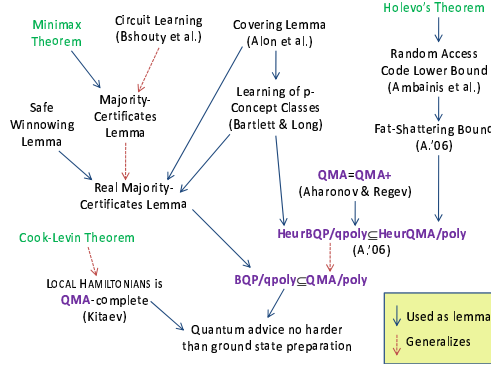 Minimax
Theorem
Circuit Learning
(Bshouty et al.)
Covering Lemma
(Alon et al.)
Holevo's Theorem
Random Access
Code Lower Bound
(Ambainis et al.)
Safe
Winnowing
Lemma
Majority-
Certificates
Lemma
Learning of p-
Concept Classes
(Bartlett & Long)
Fat-Shattering Bound
(A.'06)
Real Majority-
Certificates Lemma
QMA=QMA+
(Aharonov & Regev)
HeurBQP/qpoly⊆HeurQMA/poly
(A.'06)
Cook-Levin Theorem
LOCAL HAMILTONIANS is
QMA-complete
(Kitaev)
BQP/qpoly⊆QMA/poly
Quantum advice no harder
than ground state preparation
Used as lemma
Generalizes